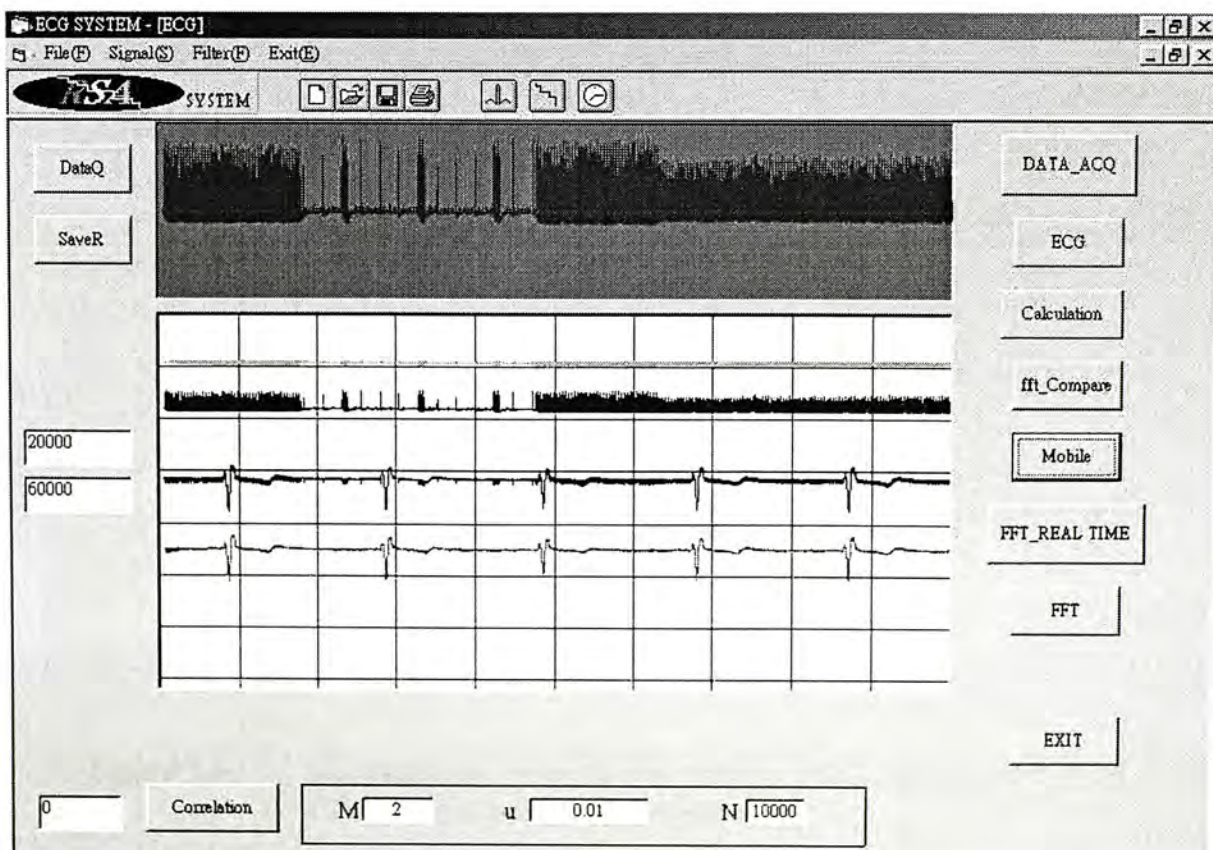 ECG SYSTEM - [ECG]
File(F) Signal(S) Filter(F) Exit(E)
SYSTEM
DataQ
SaveR
20000
60000
DATA_ACQ
ECG
Calculation
fft_Compare
Mobile
FFT_REAL TIME
FFT
EXIT
0
Correlation
M 2
u 0.01
N 10000